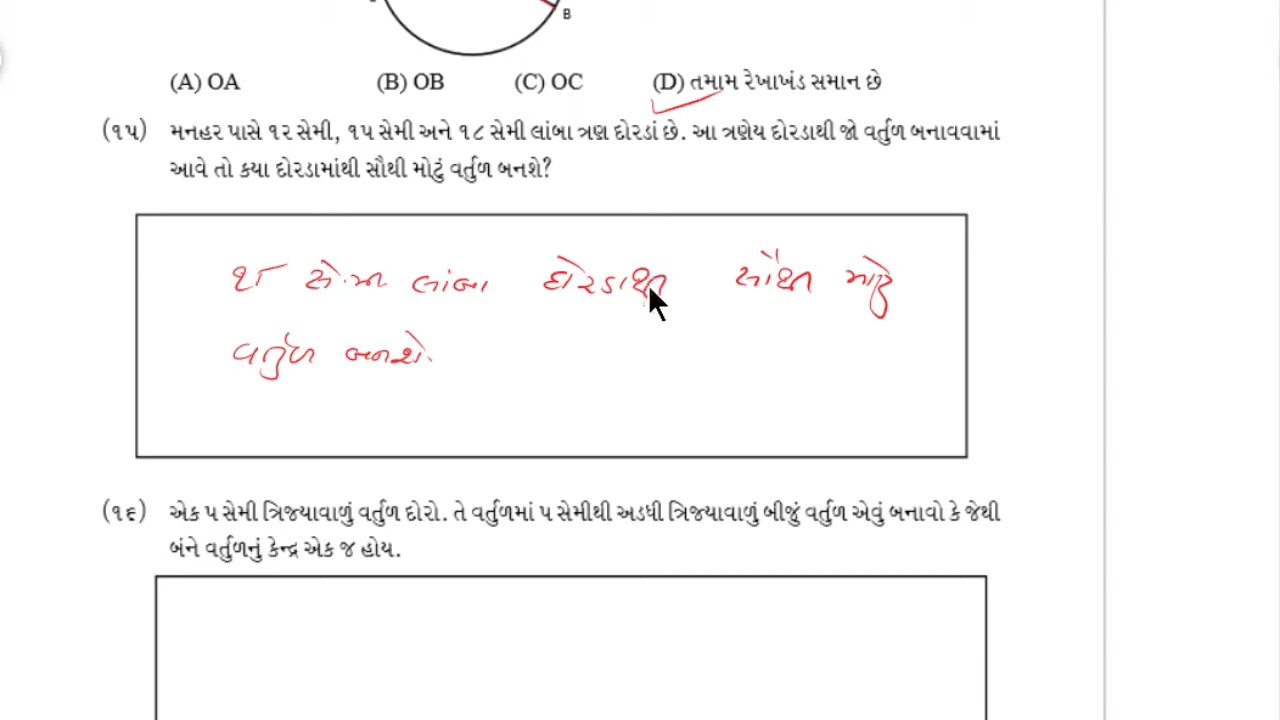 B
(A) OA (B) OB (C) OC (D) તમામ રેખાખંડ સમાન છે
(૧૫) મનહર પાસે ૧૨ સેમી, ૧૫ સેમી અને ૧૮ સેમી લાંબા ત્રણ દોરડાં છે. આ ત્રણેય દોરડાથી જો વર્તુળ બનાવવામાં
આવે તો ક્યા દોરડામાંથી સૌથી મોટું વર્તુળ બનશે?
૧૮ સે.મી લાંબા દોરડાથી સૌથી મોટુ
વર્તુળ બનશે.
(૧૬) એક ૫ સેમી ત્રિજ્યાવાળું વર્તુળ દોરો. તે વર્તુળમાં ૫ સેમીથી અડધી ત્રિજ્યાવાળું બીજું વર્તુળ એવું બનાવો કે જેથી
બંને વર્તુળનું કેન્દ્ર એક જ હોય.